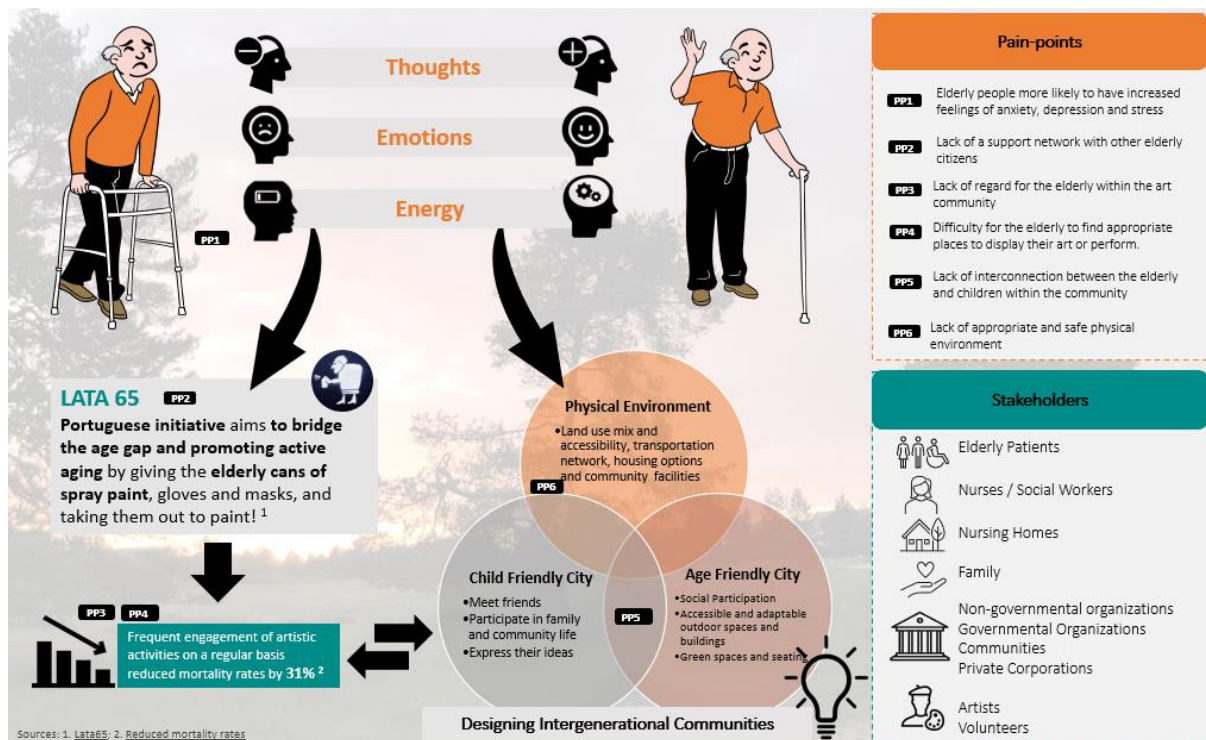 Thoughts
Emotions
Energy
PP1
LATA 65
PP2
Portuguese initiative aims to bridge
the age gap and promoting active
aging by giving the elderly cans of
spray paint, gloves and masks, and
taking them out to paint! 1
PP3
PP4
Frequent engagement of artistic
activities on a regular basis
reduced mortality rates by 31% 2
Physical Environment
•Land use mix and
accessibility, transportation
network, housing options
and community facilities
PP6
Child Friendly City
•Meet friends
•Participate in family
and community life
•Express their ideas
PP5
Age Friendly City
•Social Participation
•Accessible and adaptable
outdoor spaces and
buildings
•Green spaces and seating
Designing Intergenerational Communities
Sources: 1. Lata65; 2. Reduced mortality rates
Pain-points
PP1 Elderly people more likely to have increased
feelings of anxiety, depression and stress
PP2 Lack of a support network with other elderly
citizens
PP3 Lack of regard for the elderly within the art
community
PP4 Difficulty for the elderly to find appropriate
places to display their art or perform.
PP5 Lack of interconnection between the elderly
and children within the community
PP6 Lack of appropriate and safe physical
environment
Stakeholders
Elderly Patients
Nurses / Social Workers
Nursing Homes
Family
Non-governmental organizations
Governmental Organizations
Communities
Private Corporations
Artists
Volunteers